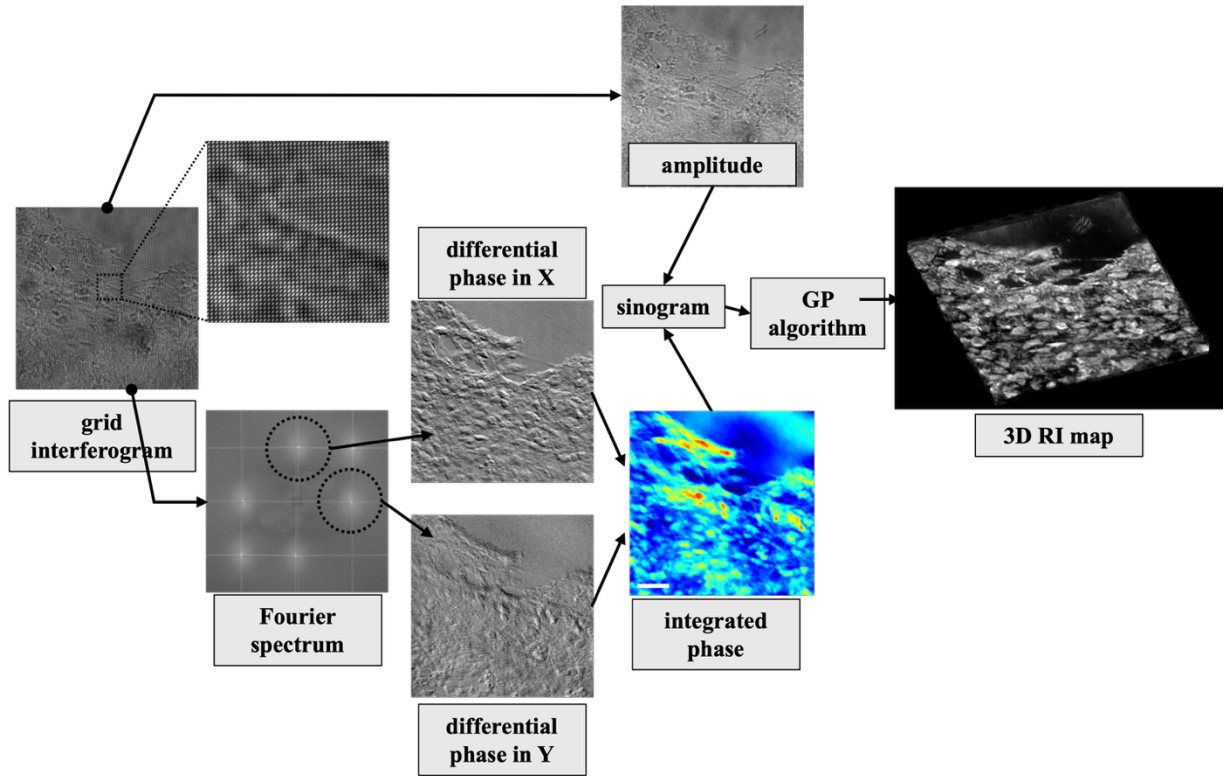 amplitude
differential
phase in X
sinogram
GP
algorithm
grid
interferogram
3D RI map
Fourier
spectrum
integrated
phase
differential
phase in Y